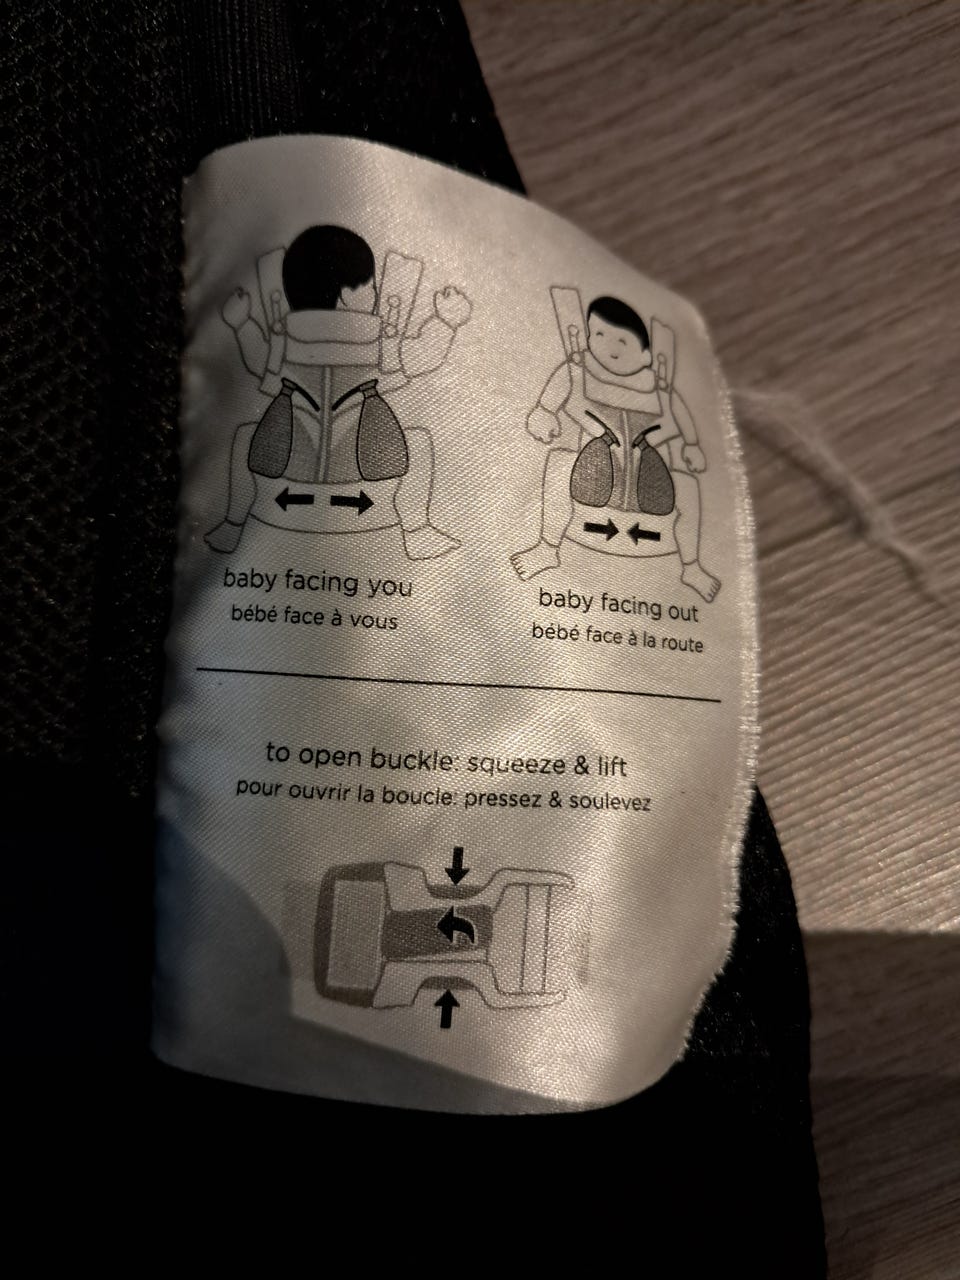 baby facing you
bébé face à vous
baby facing out
bébé face à la route
to open buckle: squeeze & lift
pour ouvrir la boucle: pressez & soulevez